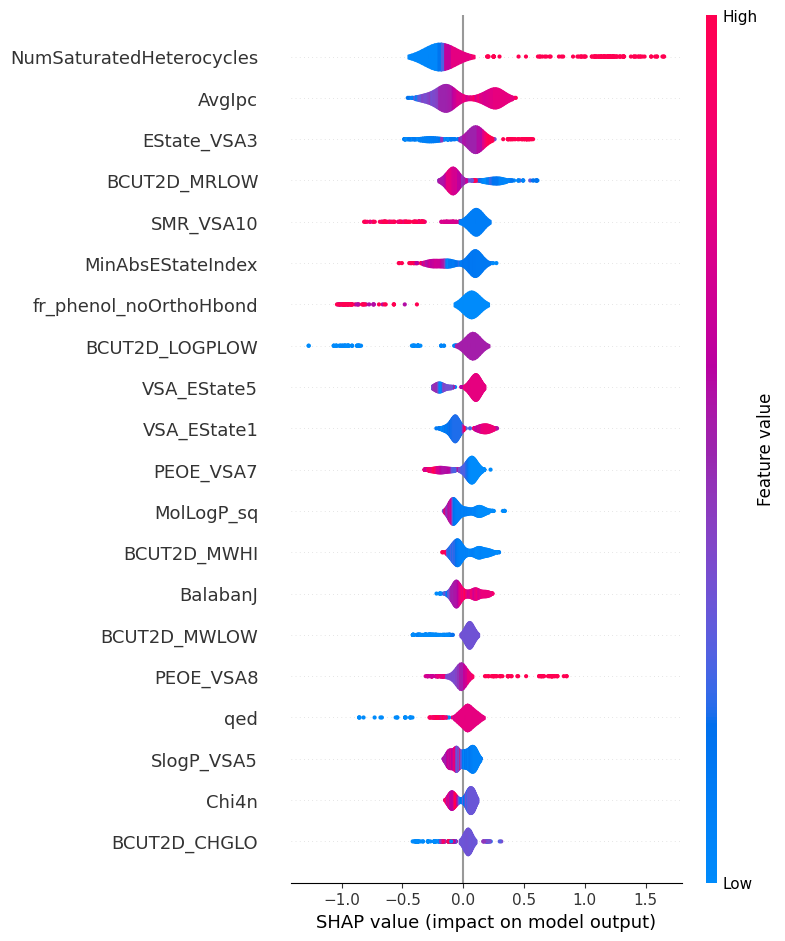 High
NumSaturatedHeterocycles
AvgIpc
EState_VSA3
BCUT2D_MRLOW
SMR_VSA10
MinAbsEStateIndex
fr_phenol_noOrthoHbond
BCUT2D_LOGPLOW
VSA_EState5
VSA_EState1
PEOE_VSA7
MolLogP_sq
BCUT2D_MWHI
BalabanJ
BCUT2D_MWLOW
PEOE_VSA8
qed
SlogP_VSA5
Chi4n
BCUT2D_CHGLO
Feature value
Low
−1.0 −0.5 0.0 0.5 1.0 1.5
SHAP value (impact on model output)